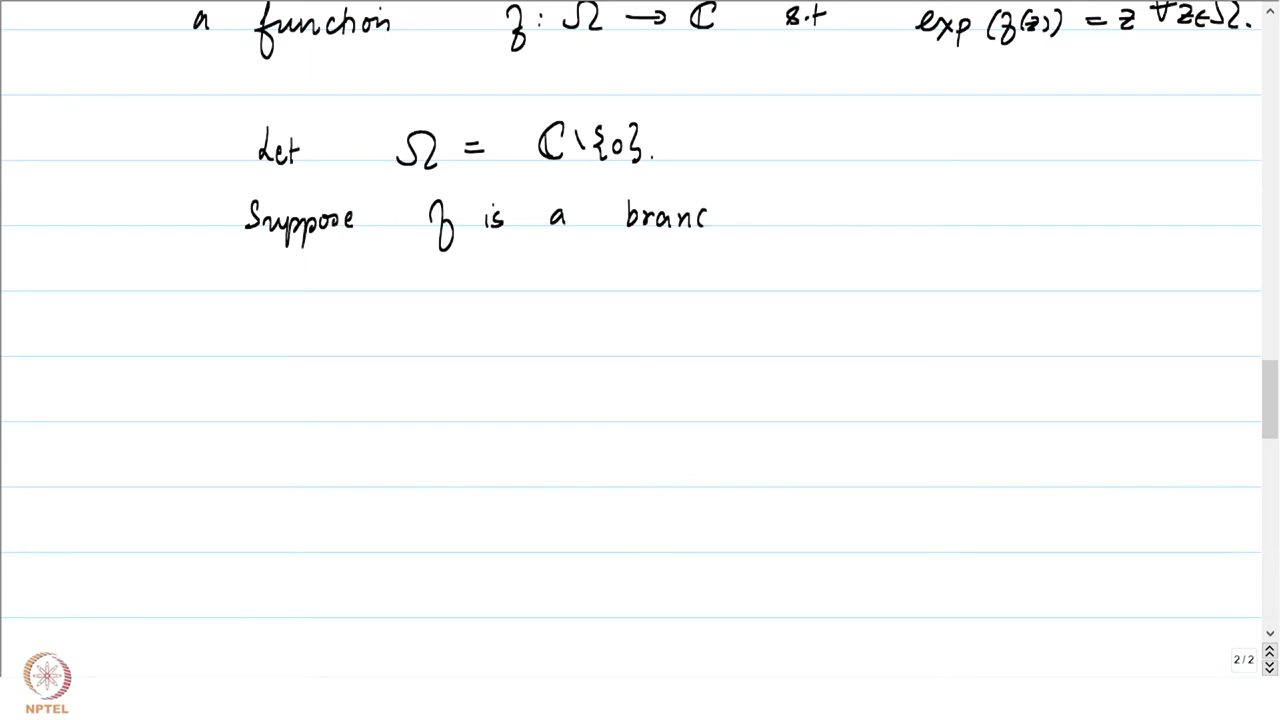 a function f : Ω → ℂ s.t exp(f(z)) = z ∀ z∈Ω.
Let Ω = ℂ\{0}.
Suppose f is a branc
2/2
NPTEL